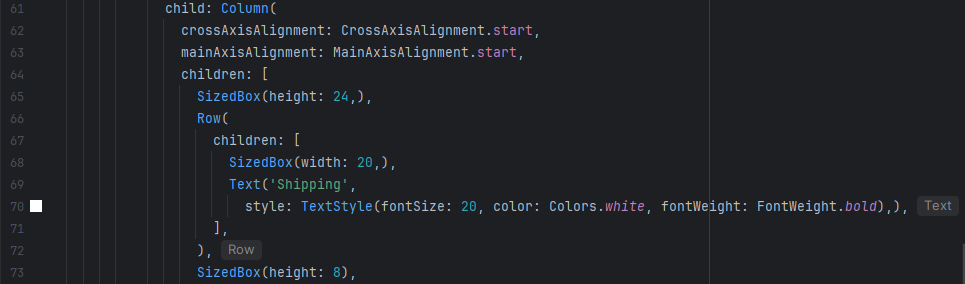 61 child: Column(
62 crossAxisAlignment: CrossAxisAlignment.start,
63 mainAxisAlignment: MainAxisAlignment.start,
64 children: [
65 SizedBox(height: 24,),
66 Row(
67 children: [
68 SizedBox(width: 20,),
69 Text('Shipping',
70 style: TextStyle(fontSize: 20, color: Colors.white, fontWeight: FontWeight.bold),), Text
71 ],
72 ), Row
73 SizedBox(height: 8),